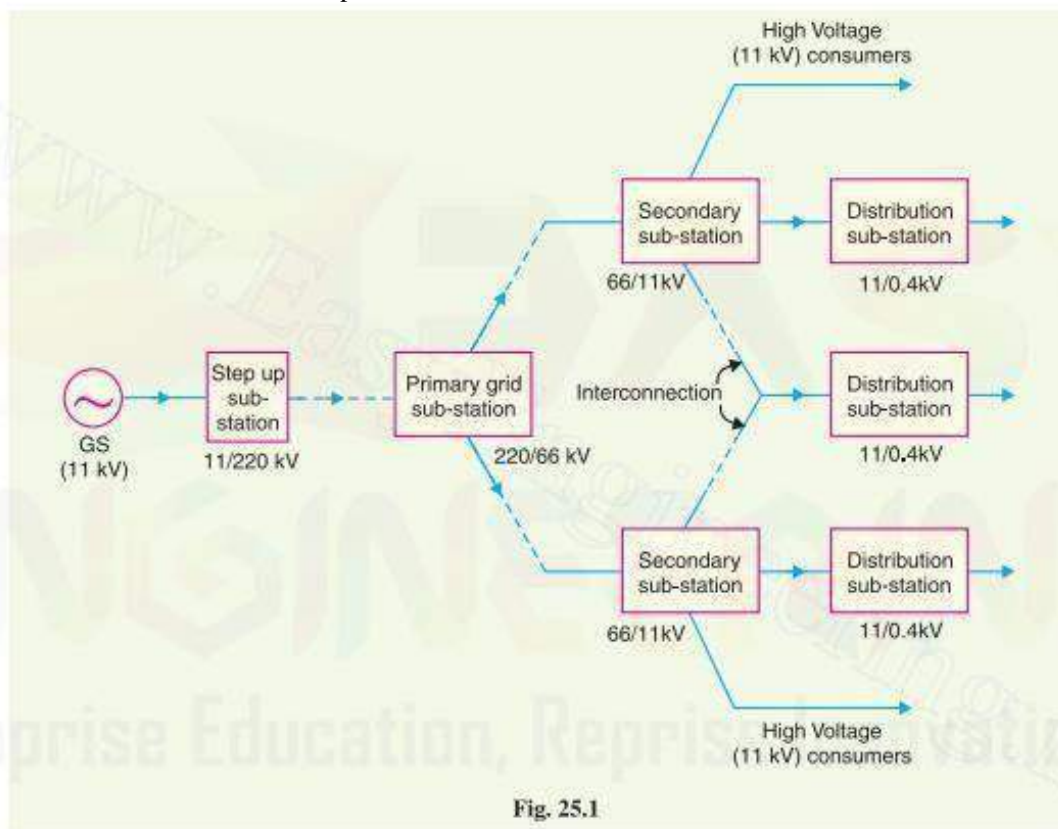 High Voltage
(11 kV) consumers
Secondary
sub-station
66/11kV
Distribution
sub-station
11/0.4kV
GS
(11 kV)
Step up
sub-
station
11/220 kV
Primary grid
sub-station
220/66 kV
Interconnection
Distribution
sub-station
11/0.4kV
Secondary
sub-station
66/11kV
Distribution
sub-station
11/0.4kV
High Voltage
(11 kV) consumers
Fig. 25.1